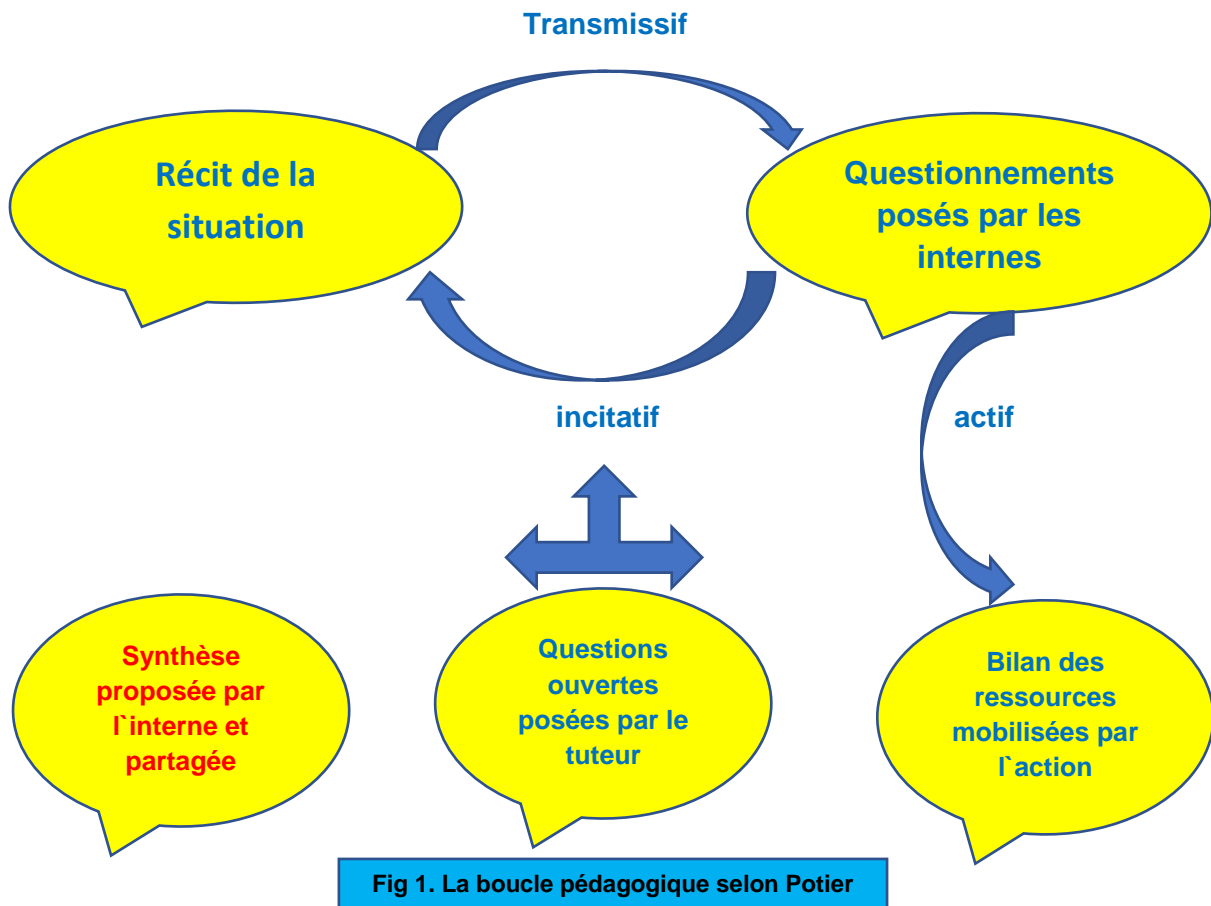 Transmissif
Récit de la
situation
Questionnements
posés par les
internes
incitatif
actif
Synthèse
proposée par
l`interne et
partagée
Questions
ouvertes
posées par le
tuteur
Bilan des
ressources
mobilisées par
l`action
Fig 1. La boucle pédagogique selon Potier